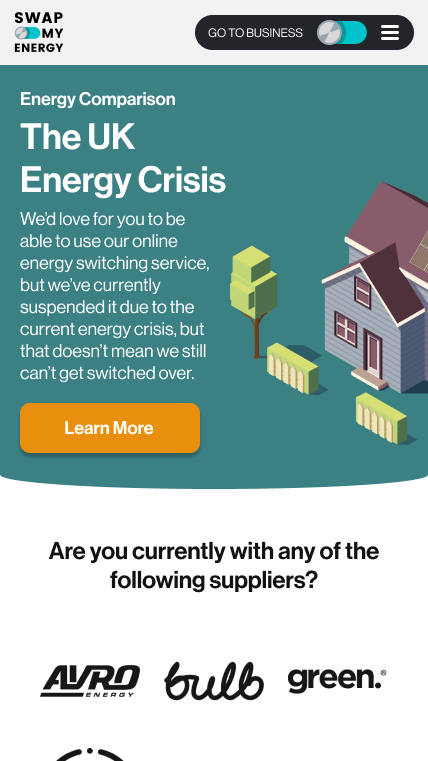 SWAP
MY
ENERGY
GO TO BUSINESS
Energy Comparison
The UK
Energy Crisis
We’d love for you to be
able to use our online
energy switching service,
but we’ve currently
suspended it due to the
current energy crisis, but
that doesn’t mean we still
can’t get switched over.
Learn More
Are you currently with any of the
following suppliers?
AVRO
ENERGY
bulb
green.®